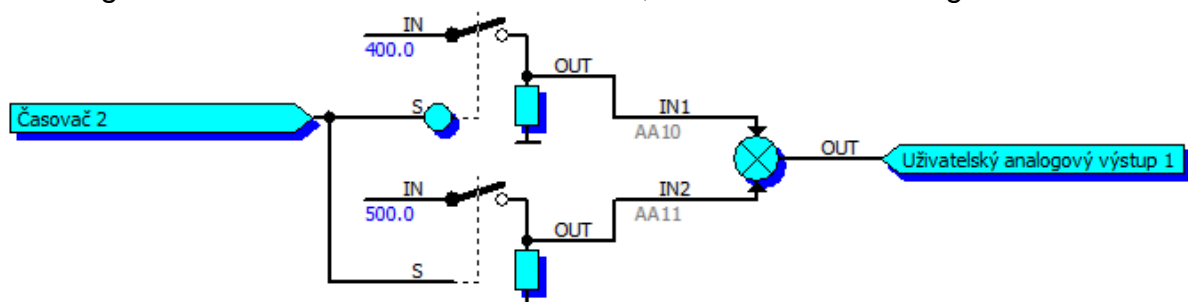 IN
400.0
OUT
Časovač 2
S
IN1
AA10
OUT
Uživatelský analogový výstup 1
IN
500.0
IN2
AA11
OUT
S